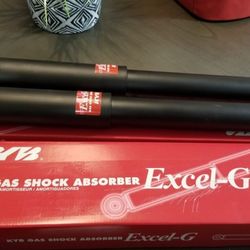 KYB
GAS SHOCK ABSORBER Excel-G
AMORTISSEUR / AMORTIGUADORES
KYB GAS SHOCK ABSORBER Excel-G